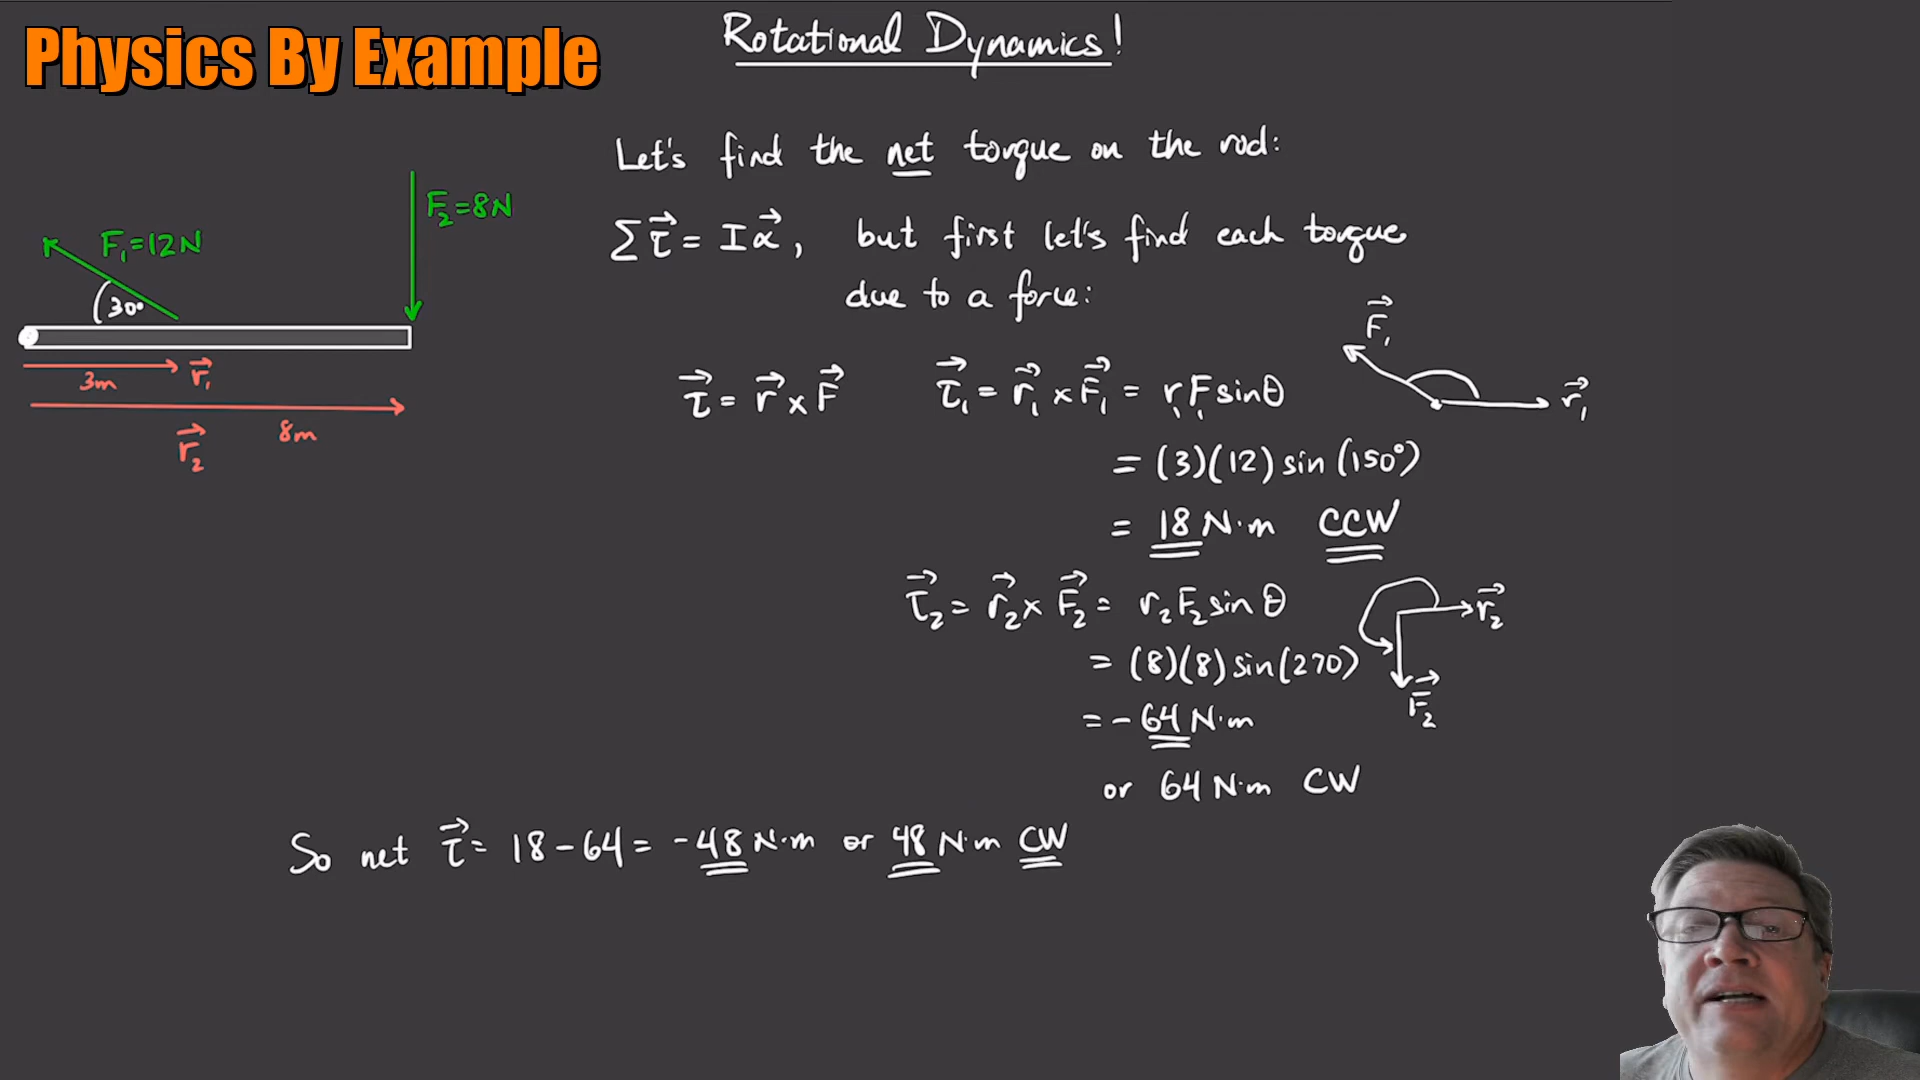 Physics By Example
Rotational Dynamics!
Let's find the net torque on the rod:
F₁=12N
30°
F₂=8N
3m r⃗₁
r⃗₂ 8m
Στ⃗ = Iα⃗, but first let's find each torque
due to a force:
τ⃗ = r⃗ × F⃗
τ⃗₁ = r⃗₁ × F⃗₁ = r₁F₁sinθ
F⃗₁
r⃗₁
= (3)(12) sin (150°)
= 18 N·m CCW
τ⃗₂ = r⃗₂ × F⃗₂ = r₂F₂sin θ
r⃗₂
F⃗₂
= (8)(8) sin(270)
= - 64 N·m
or 64 N·m CW
So net τ⃗ = 18 - 64 = -48 N·m or 48 N·m CW